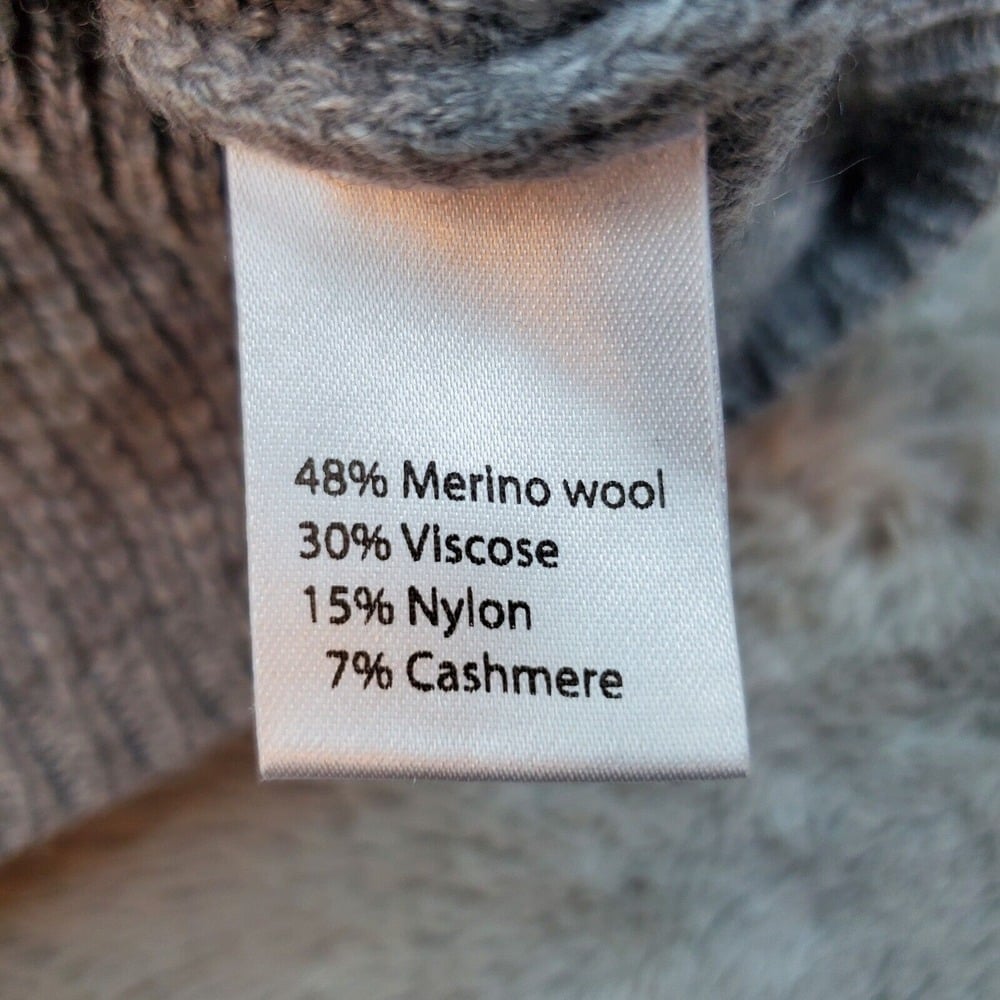 48% Merino wool
30% Viscose
15% Nylon
7% Cashmere